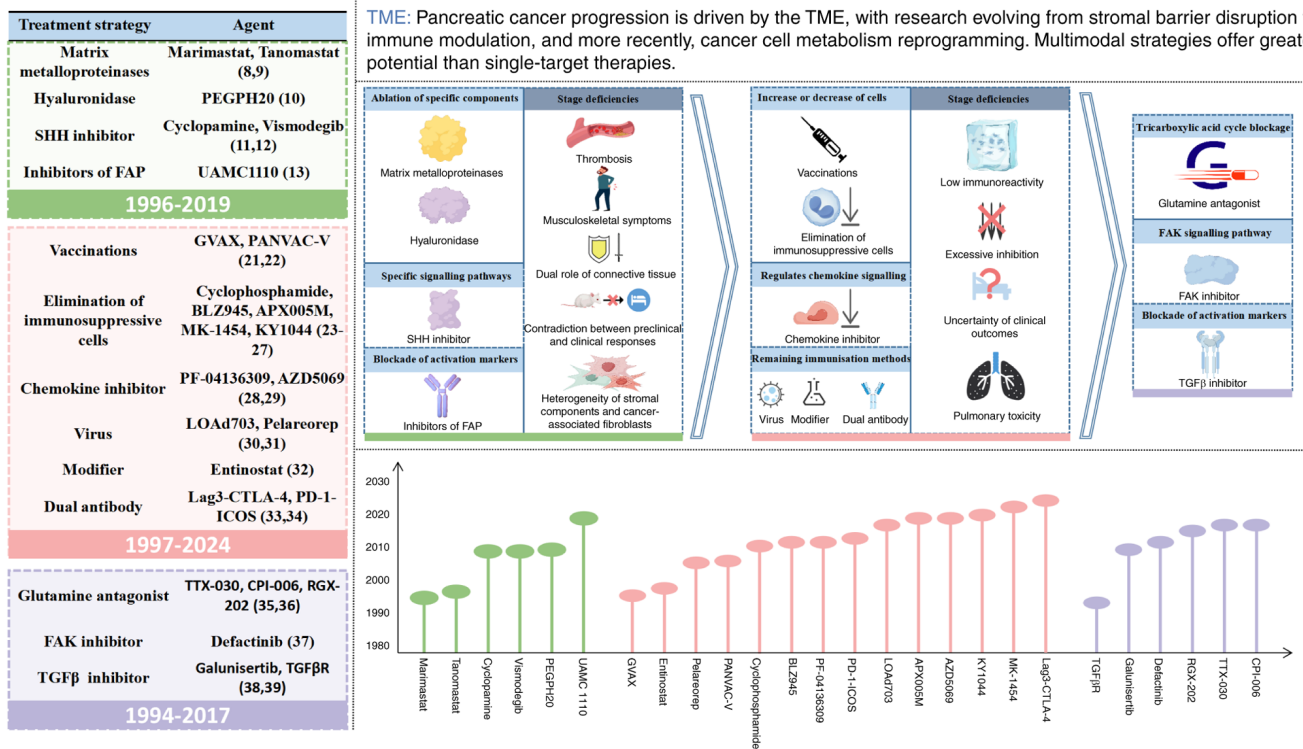 Treatment strategy Agent
Matrix metalloproteinases
Marimastat, Tanomastat (8,9)
Hyaluronidase
PEGPH20 (10)
SHH inhibitor
Cyclopamine, Vismodegib (11,12)
Inhibitors of FAP
UAMC1110 (13)
1996-2019
Vaccinations
GVAX, PANVAC-V
(21,22)
Elimination of
immunosuppressive
cells
Cyclophosphamide,
BLZ945, APX005M,
MK-1454, KY1044 (23-
27)
Chemokine inhibitor
PF-04136309, AZD5069
(28,29)
Virus
LOAd703, Pelareorep
(30,31)
Modifier
Entinostat (32)
Dual antibody
Lag3-CTLA-4, PD-1-
ICOS (33,34)
1997-2024
Glutamine antagonist
TTX-030, CPI-006, RGX-
202 (35,36)
FAK inhibitor
Defactinib (37)
TGFβ inhibitor
Galunisertib, TGFβR
(38,39)
1994-2017
TME: Pancreatic cancer progression is driven by the TME, with research evolving from stromal barrier disruption
immune modulation, and more recently, cancer cell metabolism reprogramming. Multimodal strategies offer great
potential than single-target therapies.
Ablation of specific components
Matrix metalloproteinases
Hyaluronidase
Specific signalling pathways
SHH inhibitor
Blockade of activation markers
Inhibitors of FAP
Stage deficiencies
Thrombosis
Musculoskeletal symptoms
Dual role of connective tissue
Contradiction between preclinical
and clinical responses
Heterogeneity of stromal
components and cancer-
associated fibroblasts
Increase or decrease of cells
Vaccinations
Elimination of
immunosuppressive cells
Regulates chemokine signalling
Chemokine inhibitor
Remaining immunisation methods
Virus Modifier Dual antibody
Stage deficiencies
Low immunoreactivity
Excessive inhibition
?
Uncertainty of clinical
outcomes
Pulmonary toxicity
Tricarboxylic acid cycle blockage
G
Glutamine antagonist
FAK signalling pathway
FAK inhibitor
Blockade of activation markers
TGFβ inhibitor
2030
2020
2010
2000
1990
1980
Marimastat
Tanomastat
Cyclopamine
Vismodegib
PEGPH20
UAMC 1110
GVAX
Entinostat
Pelareorep
PANVAC-V
Cyclophosphamide
BLZ945
PF-04136309
PD-1-ICOS
LOAd703
APX005M
AZD5069
KY1044
MK-1454
Lag3-CTLA-4
TGFβR
Galunisertib
Defactinib
RGX-202
TTX-030
CPI-006